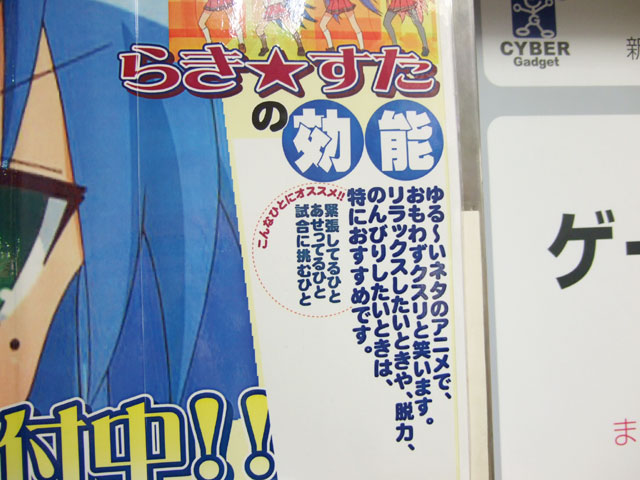 らき★すた
の効能
ゆる〜いネタのアニメで、
おもわずクスリと笑います。
リラックスしたいときや、脱力、
のんびりしたいときは、
特におすすめです。
こんなひとにオススメ!!
緊張してるひと
あせってるひと
試合に挑むひと
付中!!
CYBER
Gadget
新
ゲー
ま